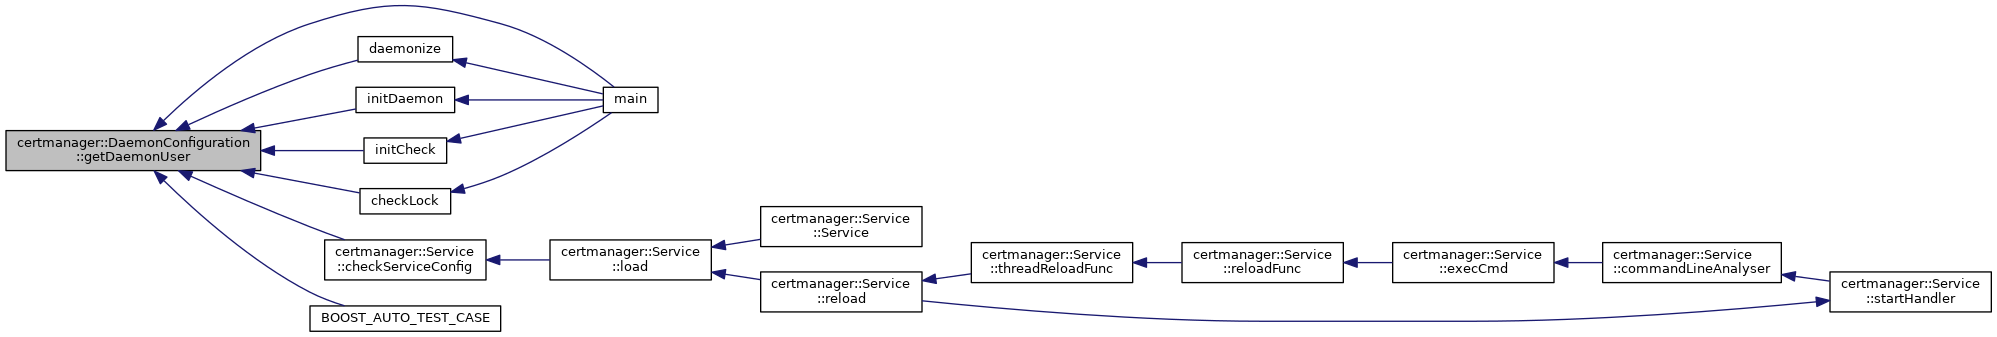 certmanager::DaemonConfiguration
::getDaemonUser
daemonize
initDaemon
initCheck
checkLock
certmanager::Service
::checkServiceConfig
BOOST_AUTO_TEST_CASE
main
certmanager::Service
::load
certmanager::Service
::Service
certmanager::Service
::reload
certmanager::Service
::threadReloadFunc
certmanager::Service
::reloadFunc
certmanager::Service
::execCmd
certmanager::Service
::commandLineAnalyser
certmanager::Service
::startHandler